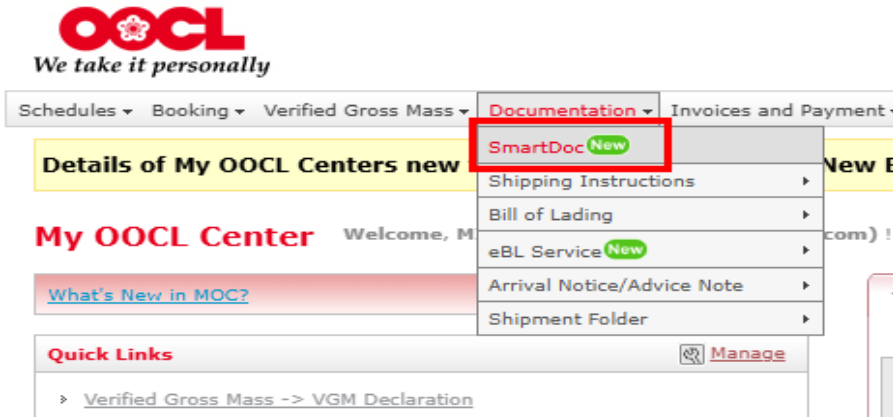 OOCL
We take it personally
Schedules Booking Verified Gross Mass Documentation Invoices and Payment
SmartDoc New
Details of My OOCL Centers new New
Shipping Instructions
Bill of Lading
My OOCL Center Welcome, com) !
eBL Service New
What's New in MOC?
Arrival Notice/Advice Note
Shipment Folder
Quick Links Manage
Verified Gross Mass -> VGM Declaration